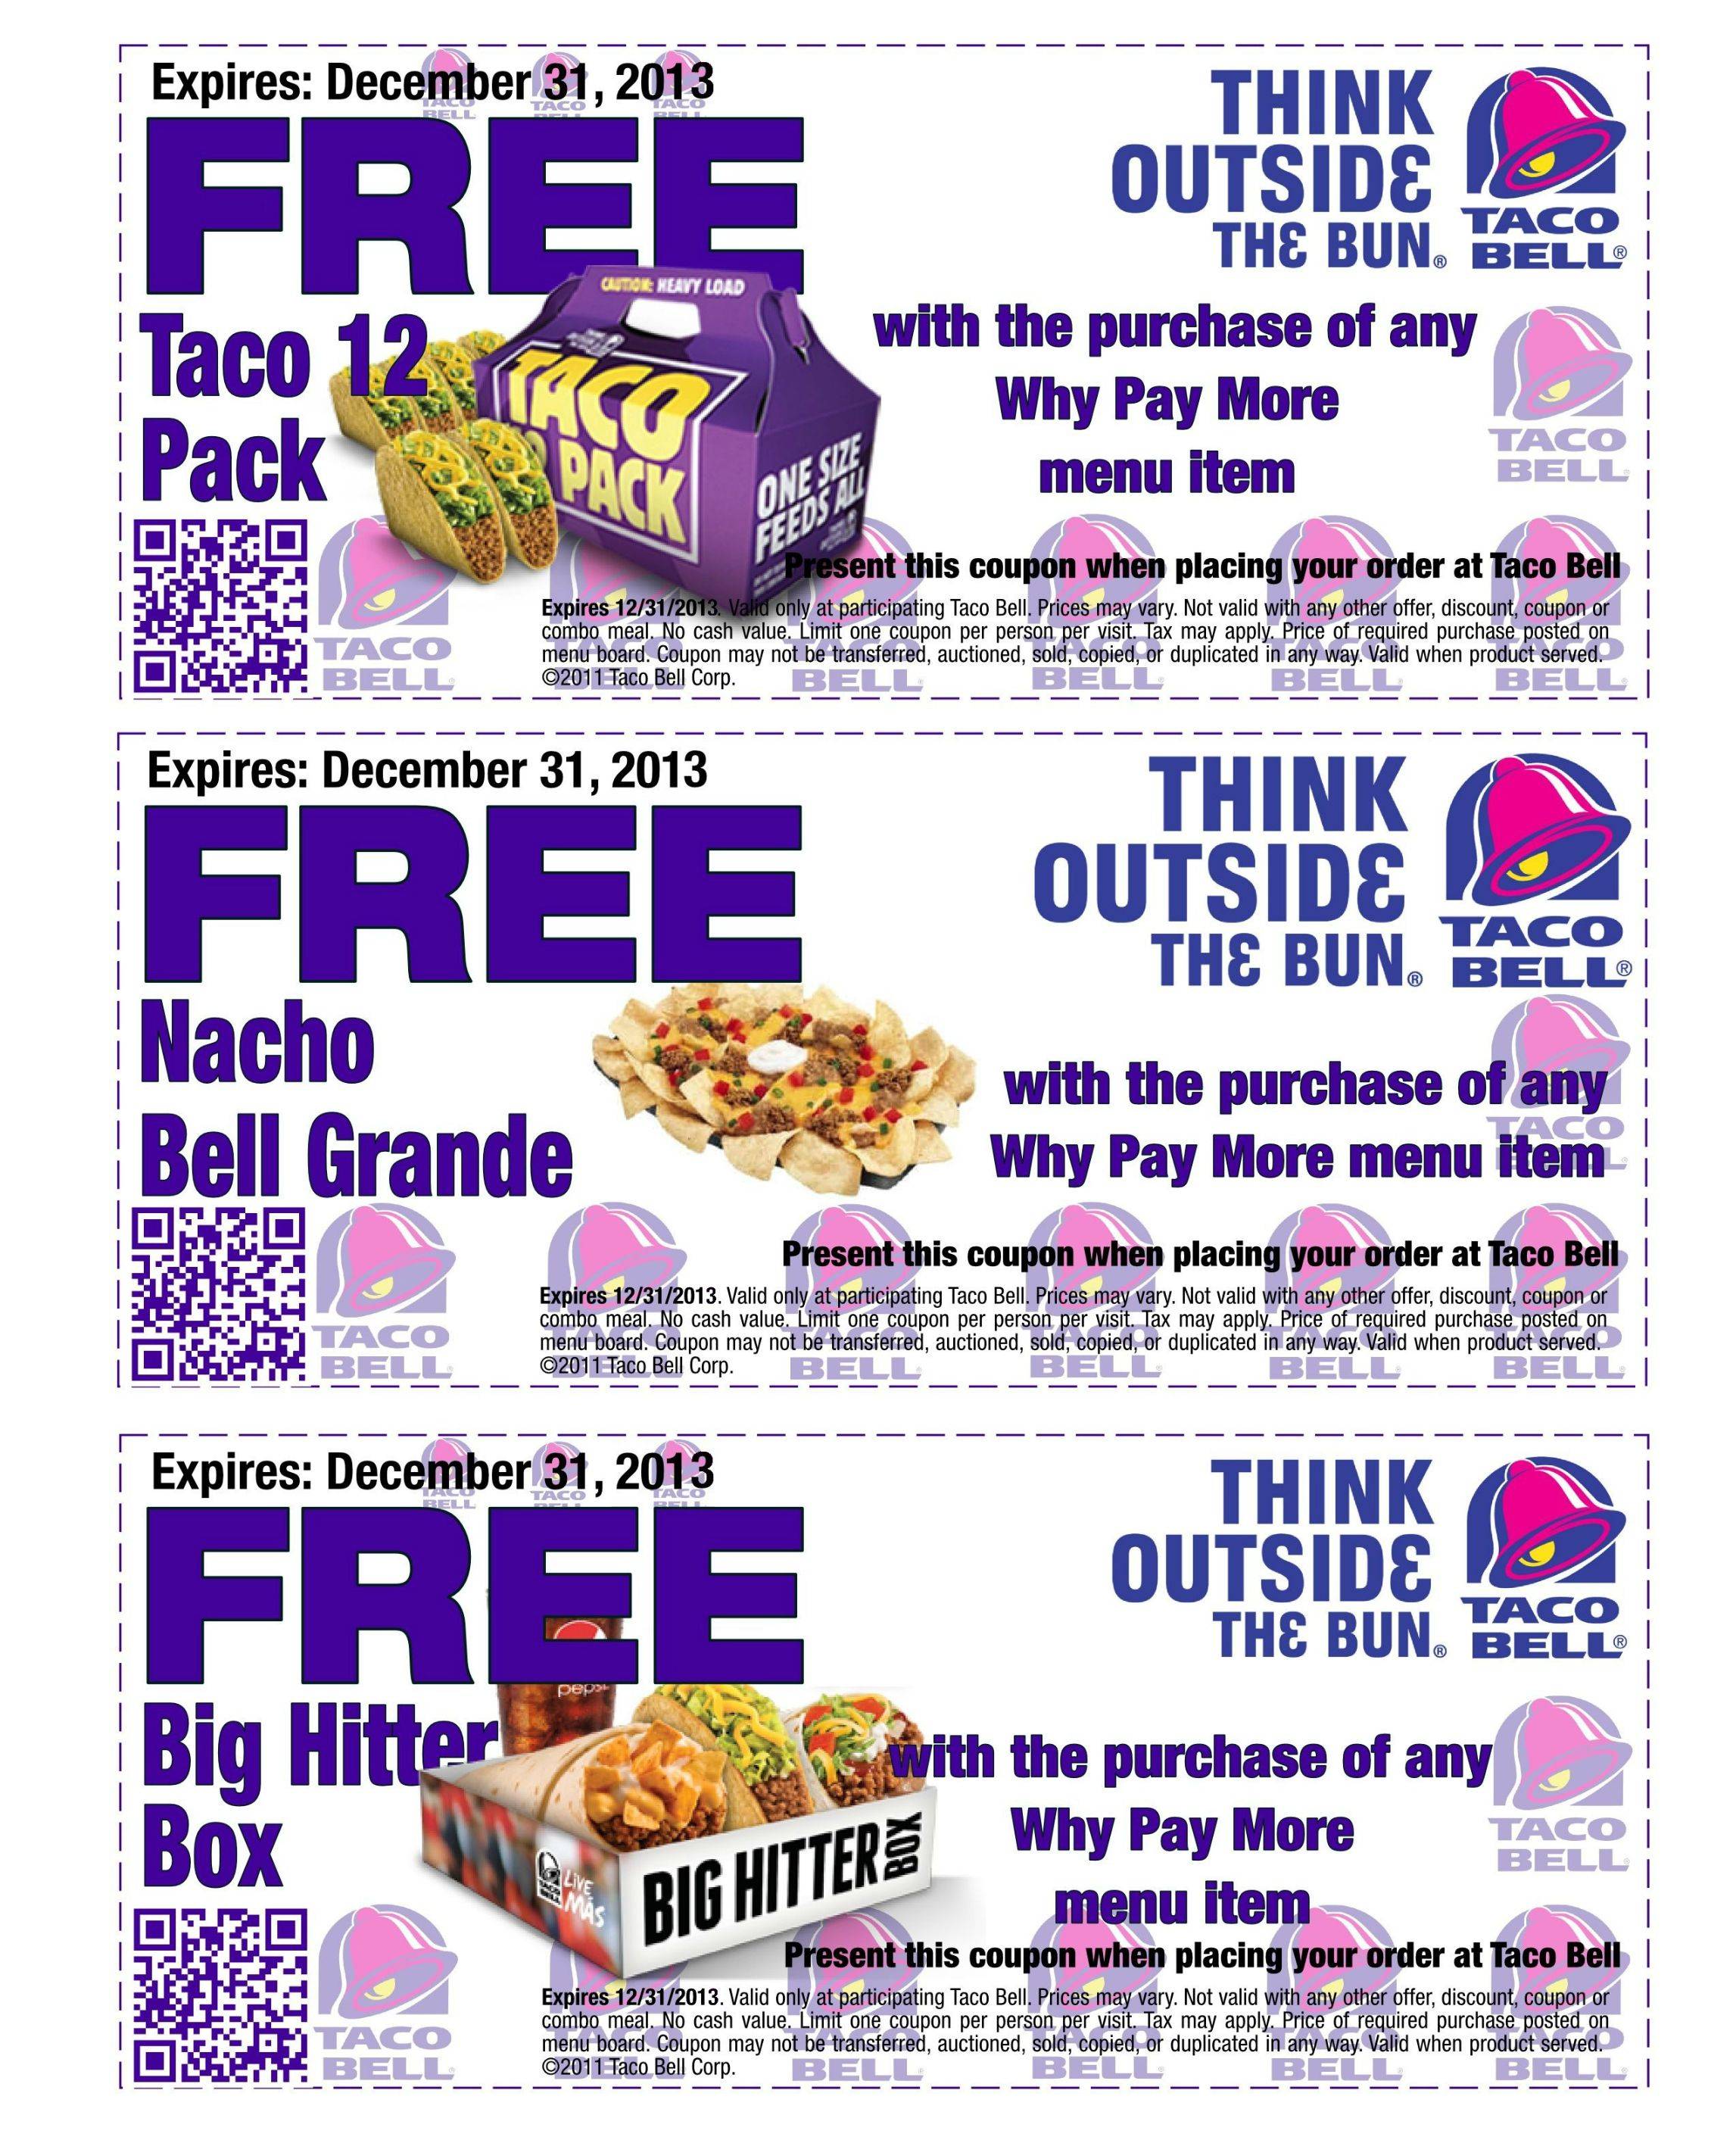 Expires: December 31, 2013
FREE
Taco 12
Pack
CAUTION: HEAVY LOAD
TACO
PACK
ONE SIZE
FEEDS ALL
THINK
OUTSIDE
THE BUN®
TACO
BELL®
with the purchase of any
Why Pay More
menu item
TACO
BELL
Present this coupon when placing your order at Taco Bell
Expires 12/31/2013. Valid only at participating Taco Bell. Prices may vary. Not valid with any other offer, discount, coupon or
combo meal. No cash value. Limit one coupon per person per visit. Tax may apply. Price of required purchase posted on
menu board. Coupon may not be transferred, auctioned, sold, copied, or duplicated in any way. Valid when product served.
©2011 Taco Bell Corp.
TACO
BELL
Expires: December 31, 2013
FREE
Nacho
Bell Grande
THINK
OUTSIDE
THE BUN®
TACO
BELL®
with the purchase of any
Why Pay More menu item
Present this coupon when placing your order at Taco Bell
Expires 12/31/2013. Valid only at participating Taco Bell. Prices may vary. Not valid with any other offer, discount, coupon or
combo meal. No cash value. Limit one coupon per person per visit. Tax may apply. Price of required purchase posted on
menu board. Coupon may not be transferred, auctioned, sold, copied, or duplicated in any way. Valid when product served.
©2011 Taco Bell Corp.
TACO
BELL
Expires: December 31, 2013
FREE
Big Hitter
Box
pepsi
LIVE
MÁS
BIG HITTER BOX
THINK
OUTSIDE
THE BUN®
TACO
BELL®
with the purchase of any
Why Pay More
menu item
TACO
BELL
Present this coupon when placing your order at Taco Bell
Expires 12/31/2013. Valid only at participating Taco Bell. Prices may vary. Not valid with any other offer, discount, coupon or
combo meal. No cash value. Limit one coupon per person per visit. Tax may apply. Price of required purchase posted on
menu board. Coupon may not be transferred, auctioned, sold, copied, or duplicated in any way. Valid when product served.
©2011 Taco Bell Corp.
TACO
BELL